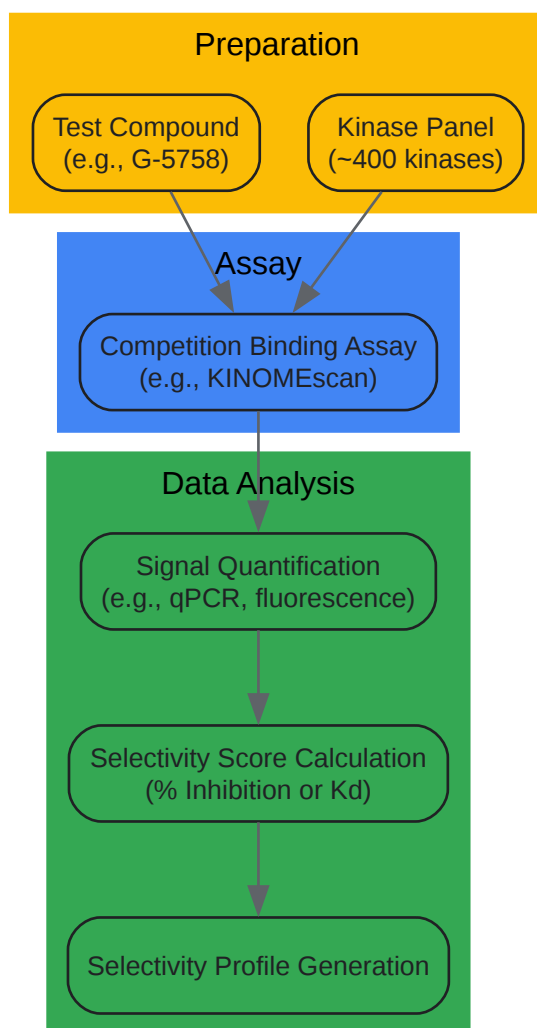 Preparation
Test Compound
(e.g., G-5758)
Kinase Panel
(~400 kinases)
Assay
Competition Binding Assay
(e.g., KINOMEscan)
Data Analysis
Signal Quantification
(e.g., qPCR, fluorescence)
Selectivity Score Calculation
(% Inhibition or Kd)
Selectivity Profile Generation